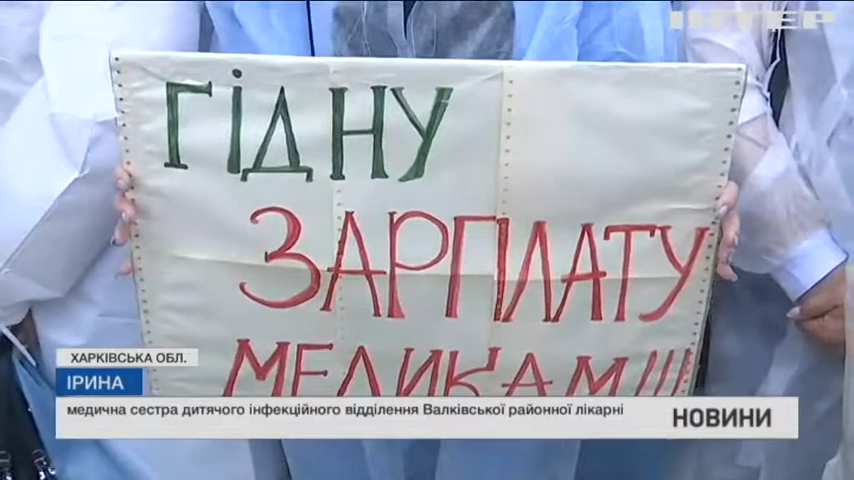 ІНТЕР
ГІДНУ
ЗАРПЛАТУ
МЕДИКАМ!!!
ХАРКІВСЬКА ОБЛ.
ІРИНА
медична сестра дитячого інфекційного відділення Валківської районної лікарні
НОВИНИ